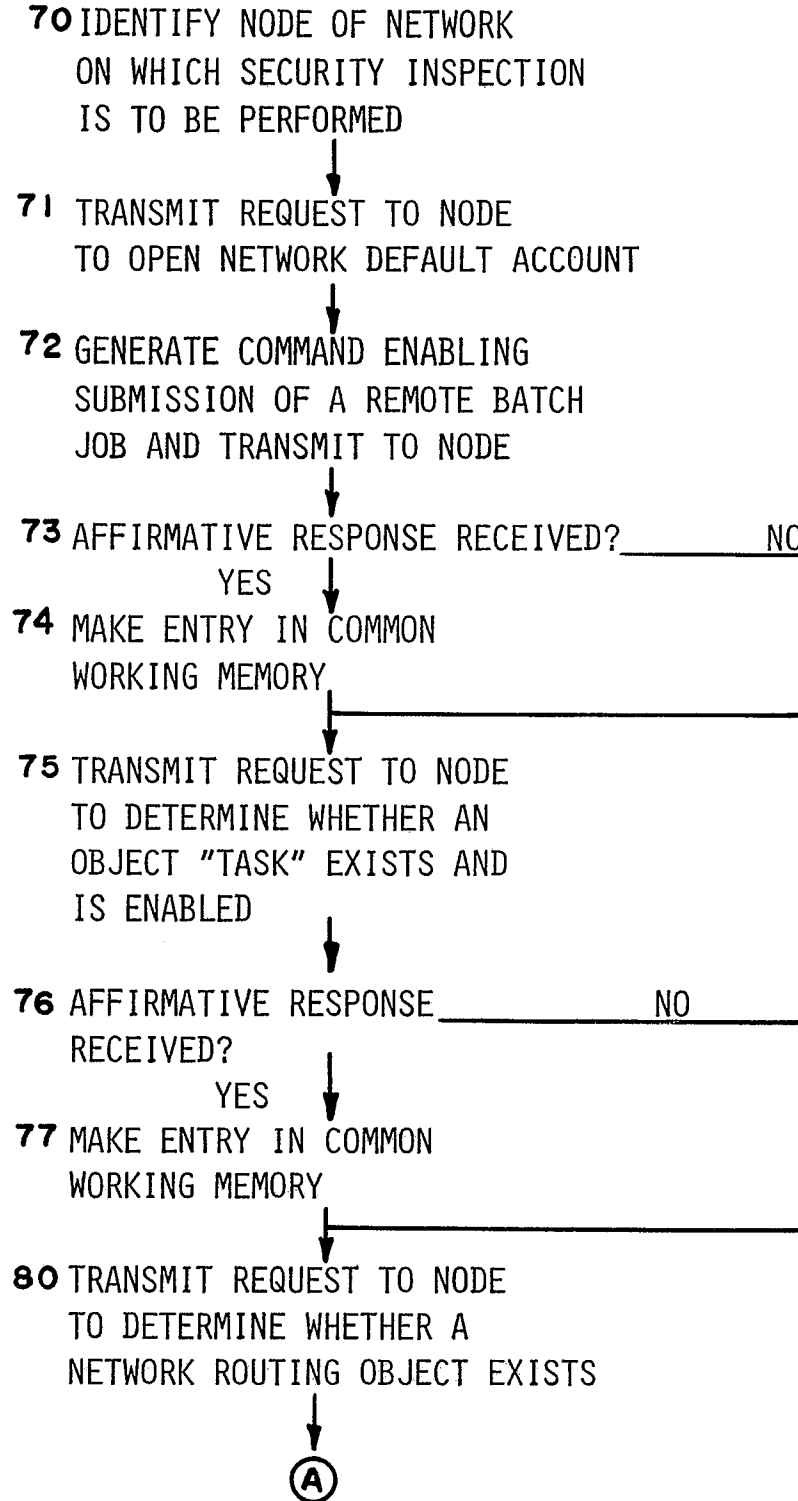 70 IDENTIFY NODE OF NETWORK
ON WHICH SECURITY INSPECTION
IS TO BE PERFORMED
71 TRANSMIT REQUEST TO NODE
TO OPEN NETWORK DEFAULT ACCOUNT
72 GENERATE COMMAND ENABLING
SUBMISSION OF A REMOTE BATCH
JOB AND TRANSMIT TO NODE
73 AFFIRMATIVE RESPONSE RECEIVED? NO
YES
74 MAKE ENTRY IN COMMON
WORKING MEMORY
75 TRANSMIT REQUEST TO NODE
TO DETERMINE WHETHER AN
OBJECT "TASK" EXISTS AND
IS ENABLED
76 AFFIRMATIVE RESPONSE NO
RECEIVED?
YES
77 MAKE ENTRY IN COMMON
WORKING MEMORY
80 TRANSMIT REQUEST TO NODE
TO DETERMINE WHETHER A
NETWORK ROUTING OBJECT EXISTS
A